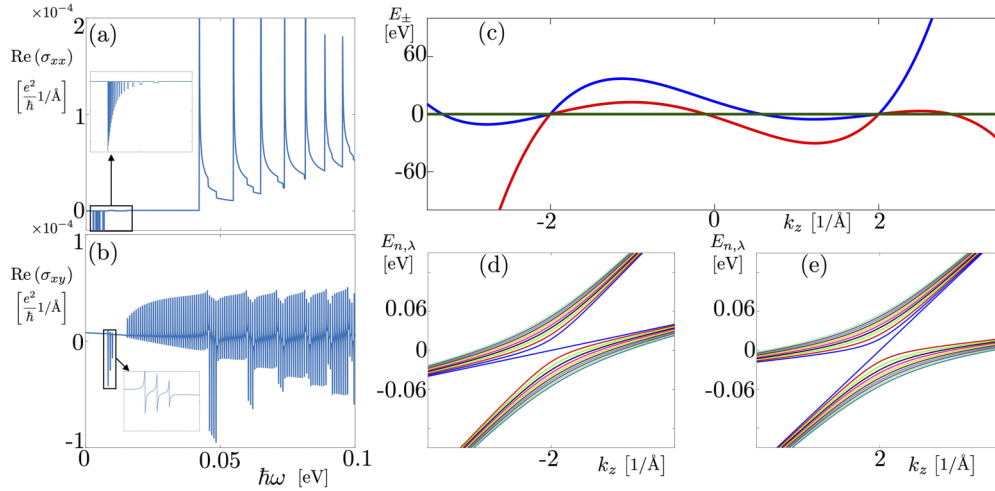 ×10⁻⁴
2
(a)
Re (σxx)
[e²/ħ 1/Å]
1
0
×10⁻⁴
1
(b)
Re (σxy)
[e²/ħ 1/Å]
0
-1
0 0.05 0.1
ħω [eV]
E±
[eV]
(c)
60
0
-60
-2 0 2
kz [1/Å]
En,λ
[eV]
(d)
0.06
0
-0.06
-2
kz [1/Å]
En,λ
[eV]
(e)
0.06
0
-0.06
2
kz [1/Å]